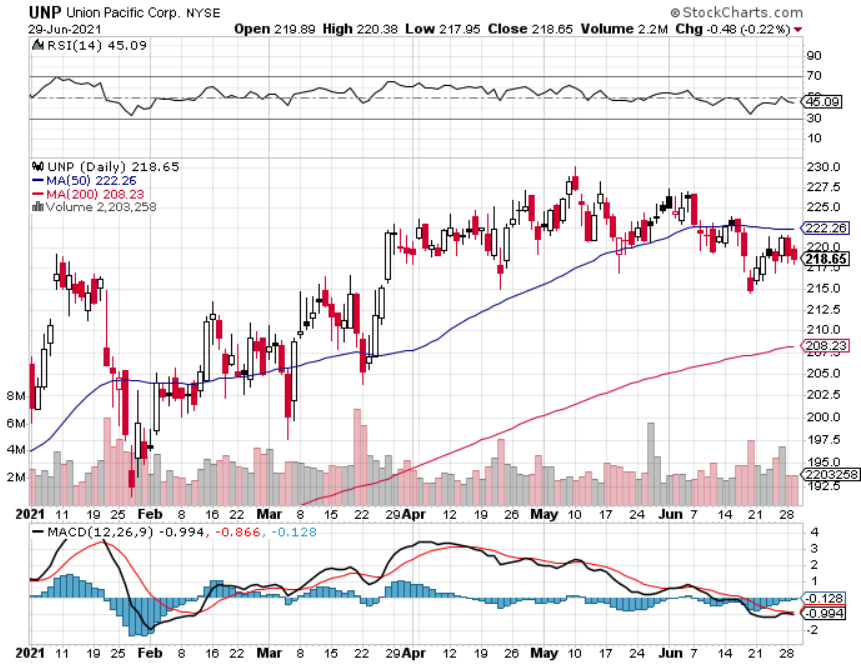 UNP Union Pacific Corp. NYSE © StockCharts.com
29-Jun-2021 Open 219.89 High 220.38 Low 217.95 Close 218.65 Volume 2.2M Chg -0.48 (-0.22%)
RSI(14) 45.09
90
70
50
45.09
30
10
UNP (Daily) 218.65
MA(50) 222.26
MA(200) 208.23
Volume 2,203,258
230.0
227.5
225.0
222.26
220.0
218.65
217.5
215.0
212.5
210.0
208.23
207.5
205.0
202.5
200.0
197.5
195.0
2203258
192.5
8M
6M
4M
2M
2021 11 19 25 Feb 8 16 22 Mar 8 15 22 29 Apr 12 19 26 May 10 17 24 Jun 7 14 21 28
MACD(12,26,9) -0.994, -0.866, -0.128
4
3
2
1
-0.128
-0.994
-2
2021 11 19 25 Feb 8 16 22 Mar 8 15 22 29 Apr 12 19 26 May 10 17 24 Jun 7 14 21 28